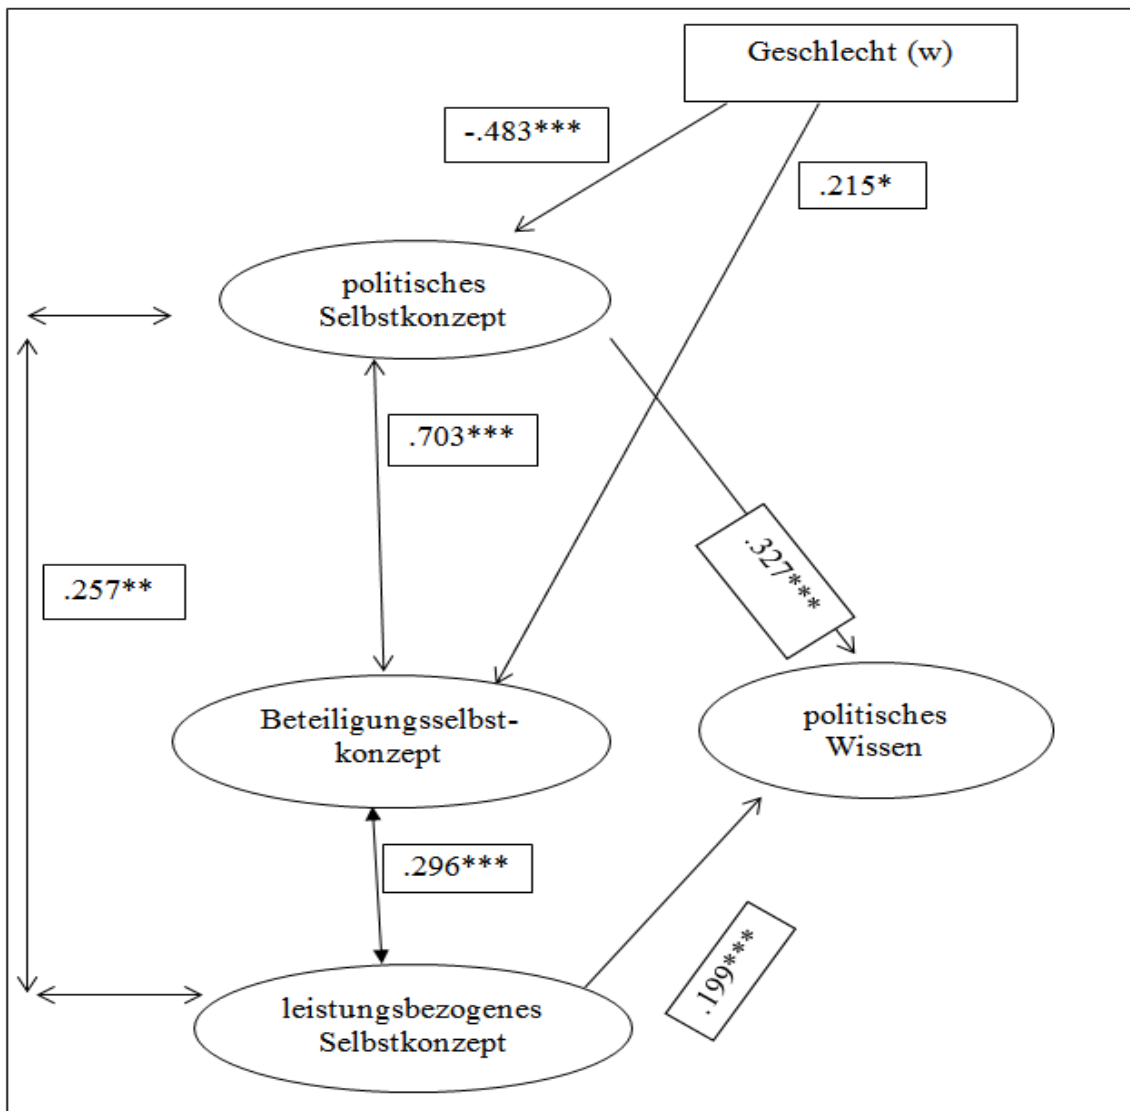 Geschlecht (w)
-.483***
.215*
politisches
Selbstkonzept
.703***
.327***
.257**
Beteiligungsselbst-
konzept
politisches
Wissen
.296***
.199***
leistungsbezogenes
Selbstkonzept